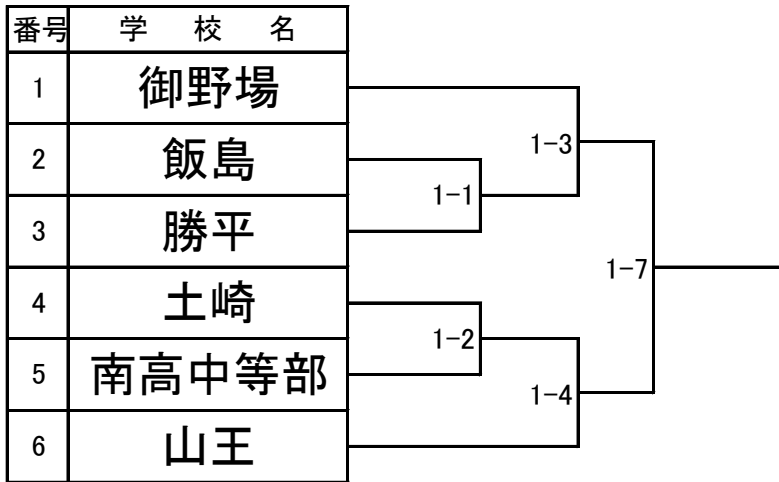 番号 学校名
1 御野場
2 飯島
3 勝平
4 土崎
5 南高中等部
6 山王
1-3
1-1
1-7
1-2
1-4